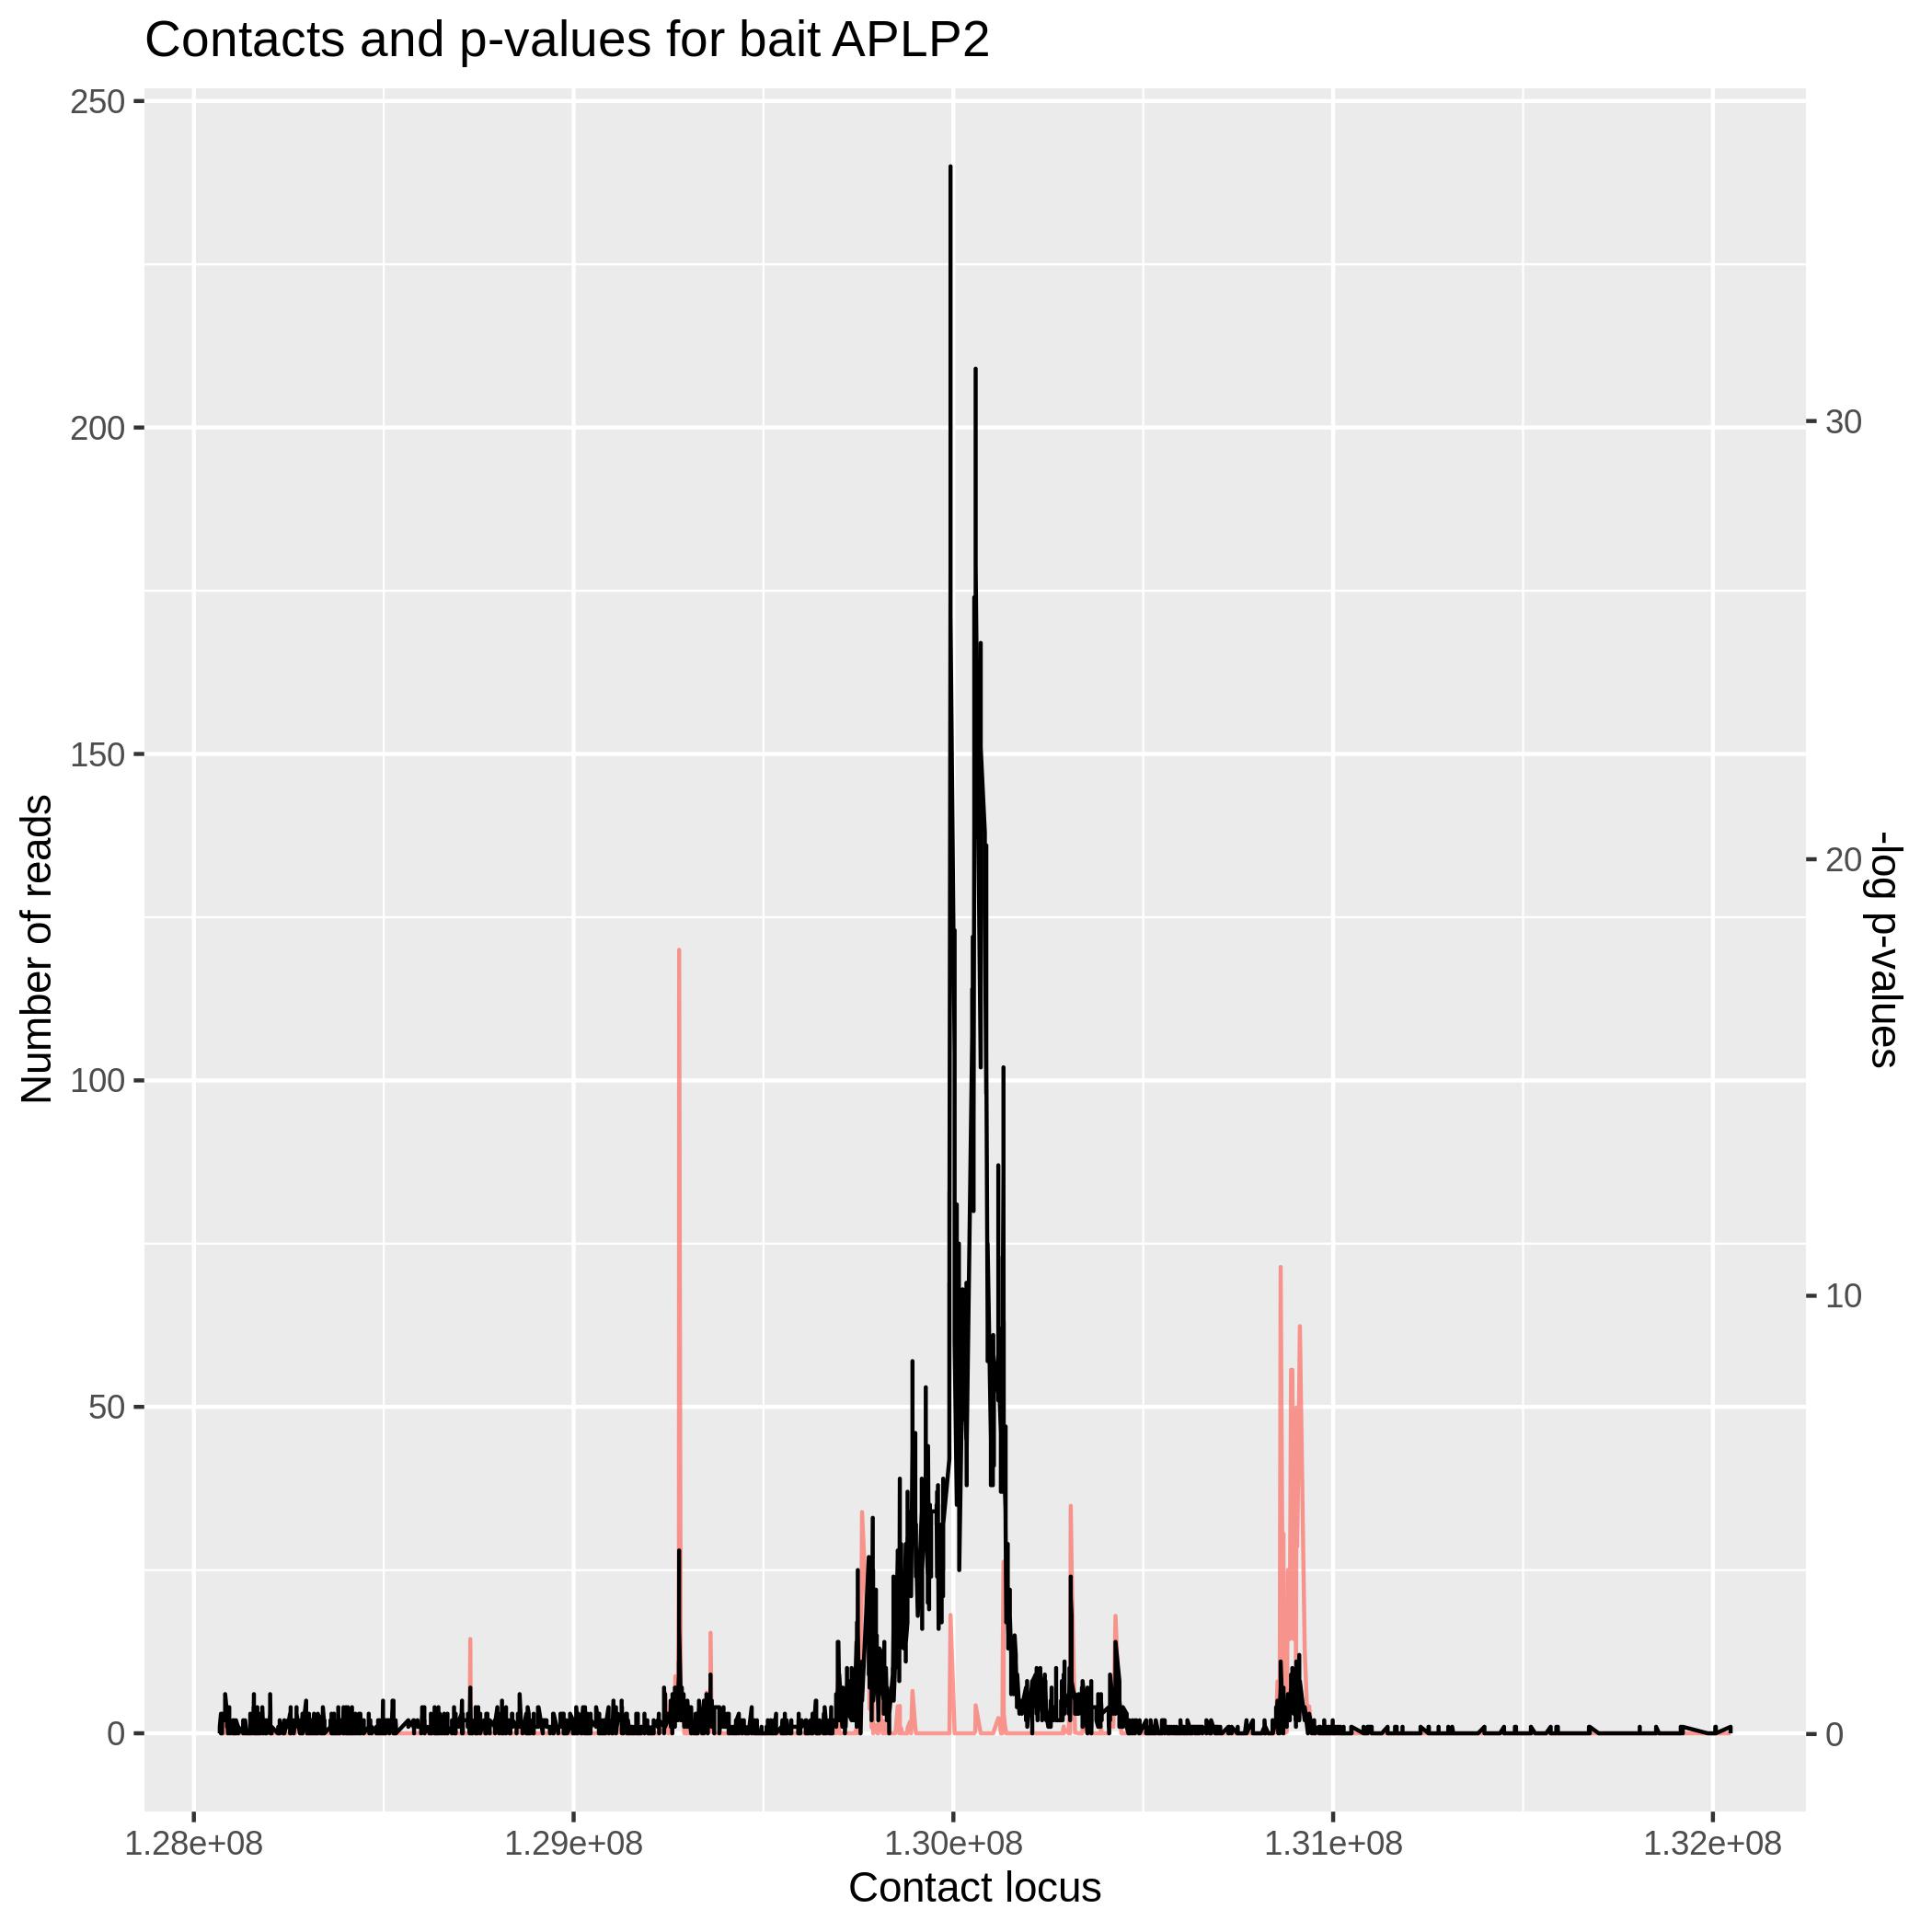 Contacts and p-values for bait APLP2
250
200
150
100
50
0
Number of reads
30
20
10
0
-log p-values
1.28e+08
1.29e+08
1.30e+08
1.31e+08
1.32e+08
Contact locus